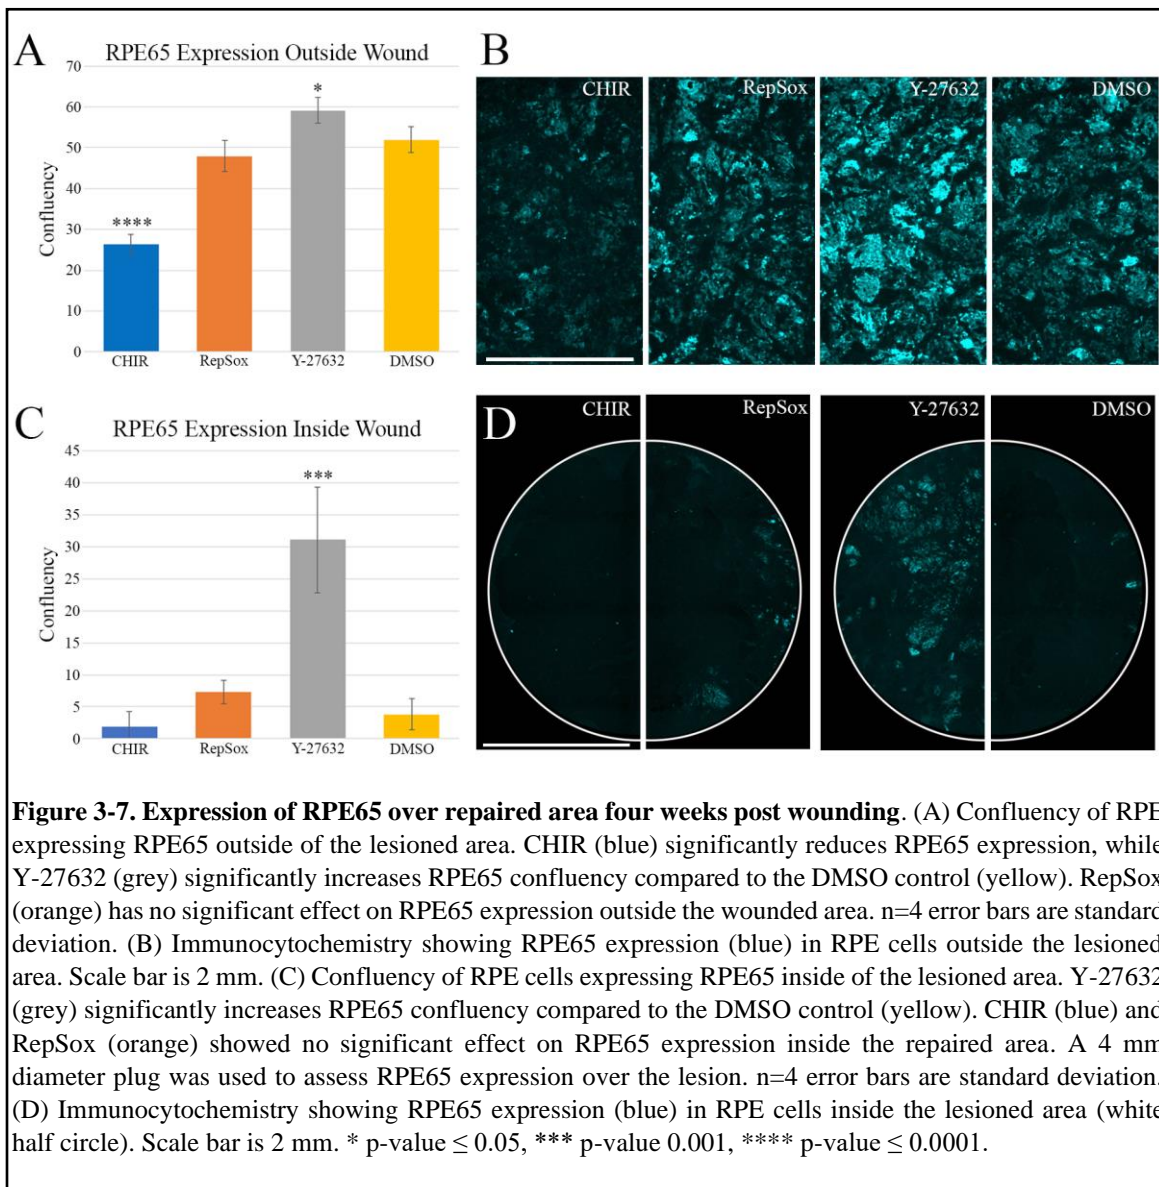 A
RPE65 Expression Outside Wound
70
60
50
40
30
20
10
0
Confluency
****
*
CHIR
RepSox
Y-27632
DMSO
B
CHIR
RepSox
Y-27632
DMSO
C
RPE65 Expression Inside Wound
45
40
35
30
25
20
15
10
5
0
Confluency
***
CHIR
RepSox
Y-27632
DMSO
D
CHIR
RepSox
Y-27632
DMSO
Figure 3-7. Expression of RPE65 over repaired area four weeks post wounding. (A) Confluency of RPE
expressing RPE65 outside of the lesioned area. CHIR (blue) significantly reduces RPE65 expression, while
Y-27632 (grey) significantly increases RPE65 confluency compared to the DMSO control (yellow). RepSox
(orange) has no significant effect on RPE65 expression outside the wounded area. n=4 error bars are standard
deviation. (B) Immunocytochemistry showing RPE65 expression (blue) in RPE cells outside the lesioned
area. Scale bar is 2 mm. (C) Confluency of RPE cells expressing RPE65 inside of the lesioned area. Y-27632
(grey) significantly increases RPE65 confluency compared to the DMSO control (yellow). CHIR (blue) and
RepSox (orange) showed no significant effect on RPE65 expression inside the repaired area. A 4 mm
diameter plug was used to assess RPE65 expression over the lesion. n=4 error bars are standard deviation.
(D) Immunocytochemistry showing RPE65 expression (blue) in RPE cells inside the lesioned area (white
half circle). Scale bar is 2 mm. * p-value ≤ 0.05, *** p-value 0.001, **** p-value ≤ 0.0001.